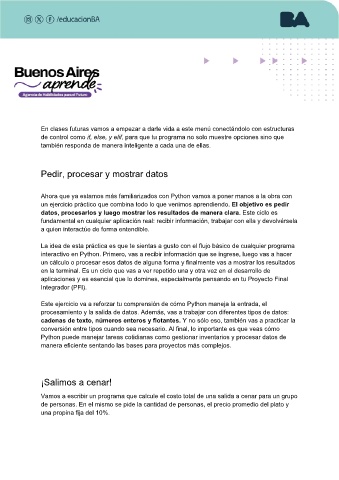 /educacionBA
BA
Buenos Aires
aprende
Agencia de Habilidades para el Futuro
En clases futuras vamos a empezar a darle vida a este menú conectándolo con estructuras
de control como if, else, y elif, para que tu programa no solo muestre opciones sino que
también responda de manera inteligente a cada una de ellas.
Pedir, procesar y mostrar datos
Ahora que ya estamos más familiarizados con Python vamos a poner manos a la obra con
un ejercicio práctico que combina todo lo que venimos aprendiendo. El objetivo es pedir
datos, procesarlos y luego mostrar los resultados de manera clara. Este ciclo es
fundamental en cualquier aplicación real: recibir información, trabajar con ella y devolvérsela
a quien interactúe de forma entendible.
La idea de esta práctica es que te sientas a gusto con el flujo básico de cualquier programa
interactivo en Python. Primero, vas a recibir información que se ingrese, luego vas a hacer
un cálculo o procesar esos datos de alguna forma y finalmente vas a mostrar los resultados
en la terminal. Es un ciclo que vas a ver repetido una y otra vez en el desarrollo de
aplicaciones y es esencial que lo domines, especialmente pensando en tu Proyecto Final
Integrador (PFI).
Este ejercicio va a reforzar tu comprensión de cómo Python maneja la entrada, el
procesamiento y la salida de datos. Además, vas a trabajar con diferentes tipos de datos:
cadenas de texto, números enteros y flotantes. Y no sólo eso, también vas a practicar la
conversión entre tipos cuando sea necesario. Al final, lo importante es que veas cómo
Python puede manejar tareas cotidianas como gestionar inventarios y procesar datos de
manera eficiente sentando las bases para proyectos más complejos.
¡Salimos a cenar!
Vamos a escribir un programa que calcule el costo total de una salida a cenar para un grupo
de personas. En el mismo se pide la cantidad de personas, el precio promedio del plato y
una propina fija del 10%.